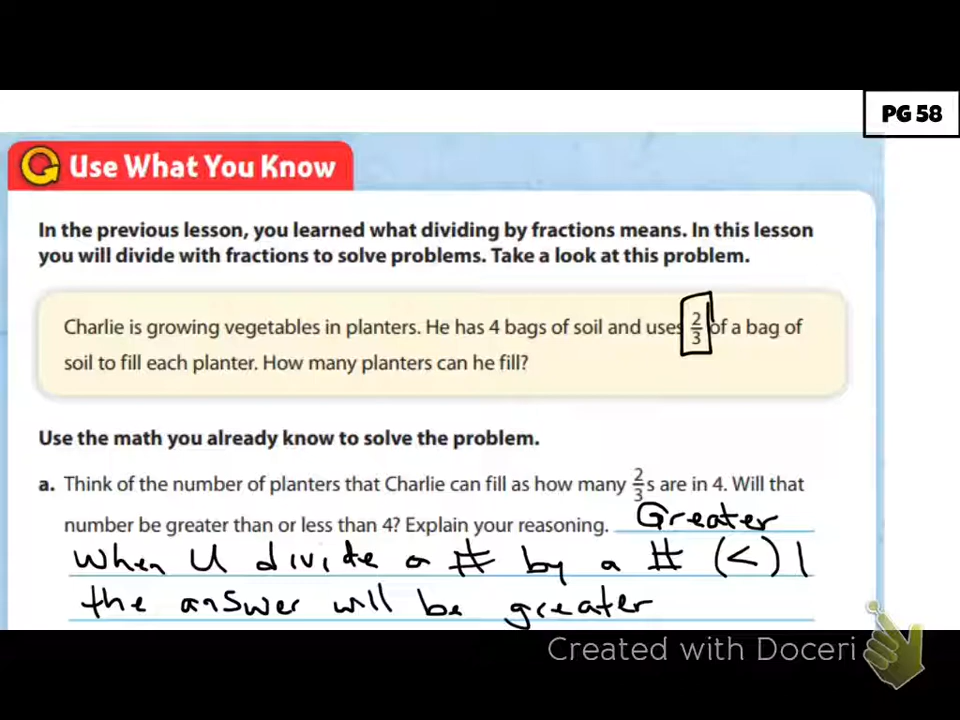 PG 58
Use What You Know
In the previous lesson, you learned what dividing by fractions means. In this lesson
you will divide with fractions to solve problems. Take a look at this problem.
Charlie is growing vegetables in planters. He has 4 bags of soil and uses 2/3 of a bag of
soil to fill each planter. How many planters can he fill?
Use the math you already know to solve the problem.
a. Think of the number of planters that Charlie can fill as how many 2/3s are in 4. Will that
number be greater than or less than 4? Explain your reasoning. Greater
When U divide a # by a # (<) 1
the answer will be greater
Created with Doceri